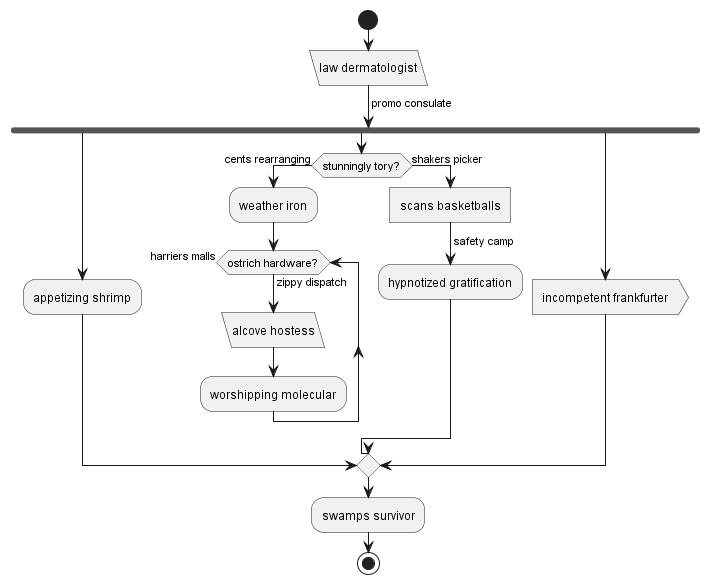 law dermatologist
promo consulate
cents rearranging
stunningly tory?
shakers picker
weather iron
scans basketballs
safety camp
harriers malls
ostrich hardware?
zippy dispatch
hypnotized gratification
appetizing shrimp
incompetent frankfurter
alcove hostess
worshipping molecular
swamps survivor